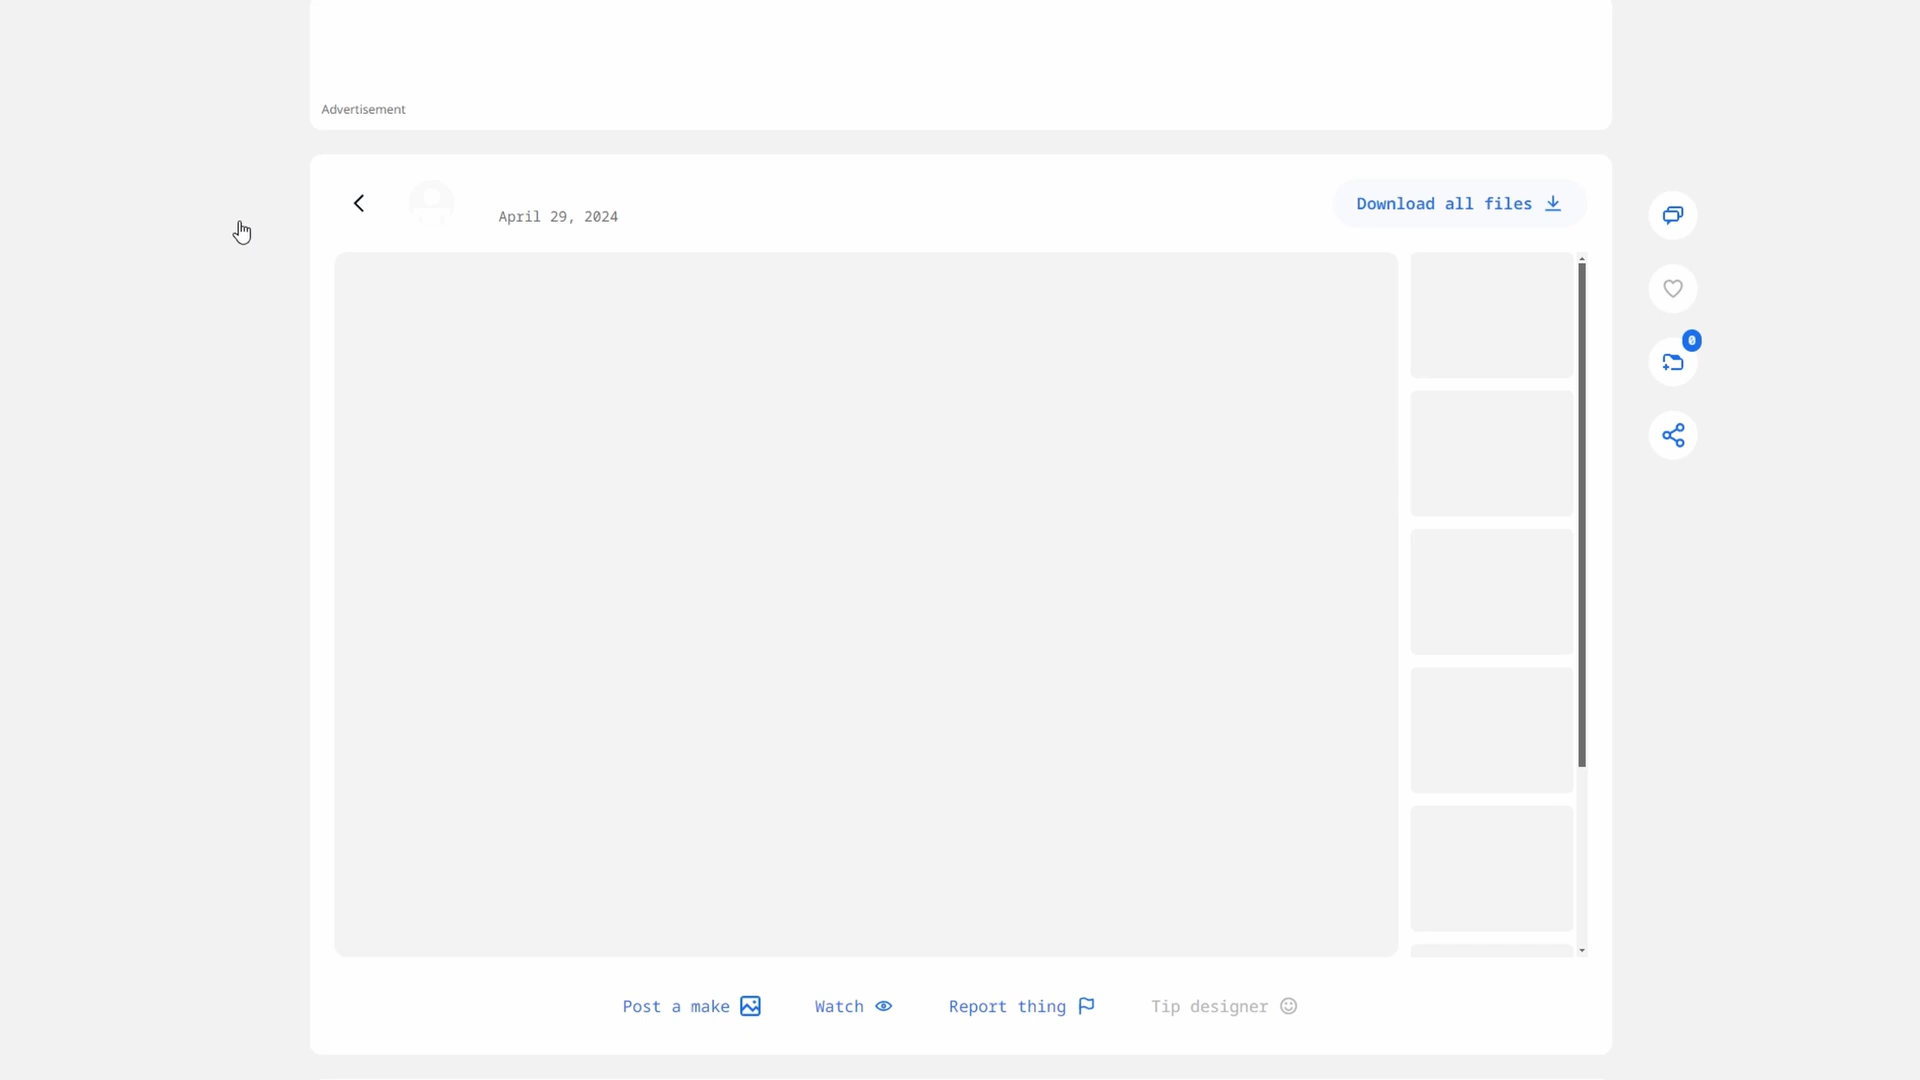 Advertisement
April 29, 2024
Download all files
0
Post a make
Watch
Report thing
Tip designer